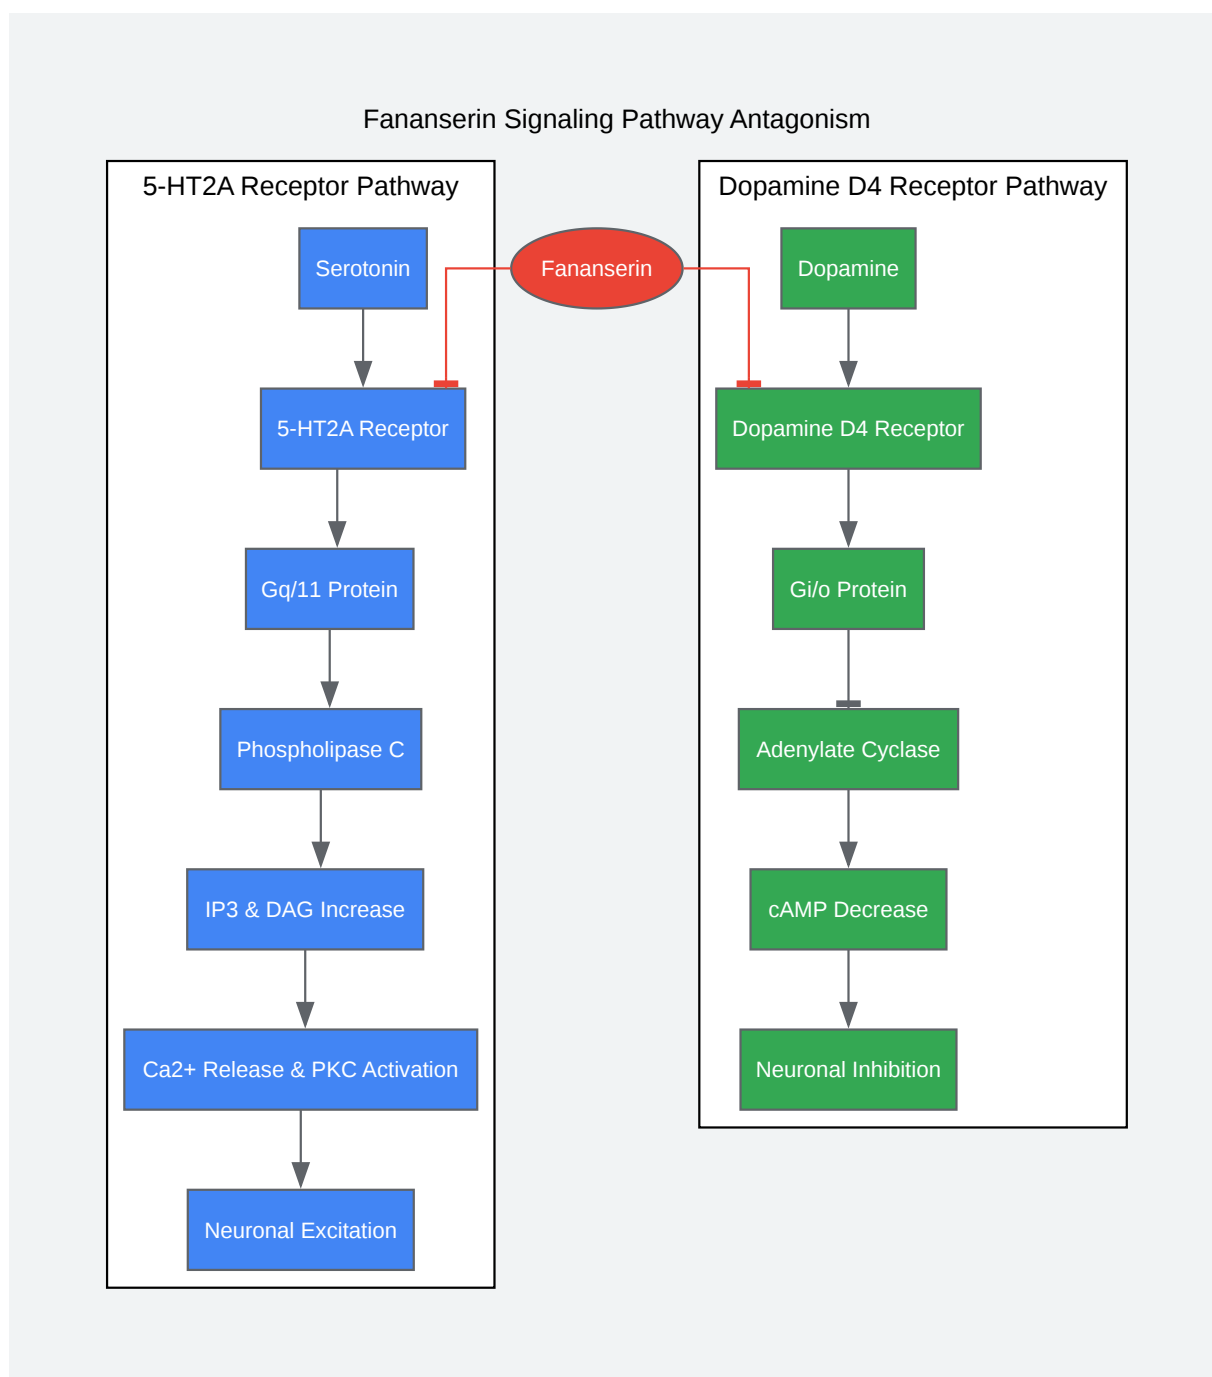 Fananserin Signaling Pathway Antagonism
5-HT2A Receptor Pathway
Serotonin
5-HT2A Receptor
Gq/11 Protein
Phospholipase C
IP3 & DAG Increase
Ca2+ Release & PKC Activation
Neuronal Excitation
Fananserin
Dopamine D4 Receptor Pathway
Dopamine
Dopamine D4 Receptor
Gi/o Protein
Adenylate Cyclase
cAMP Decrease
Neuronal Inhibition